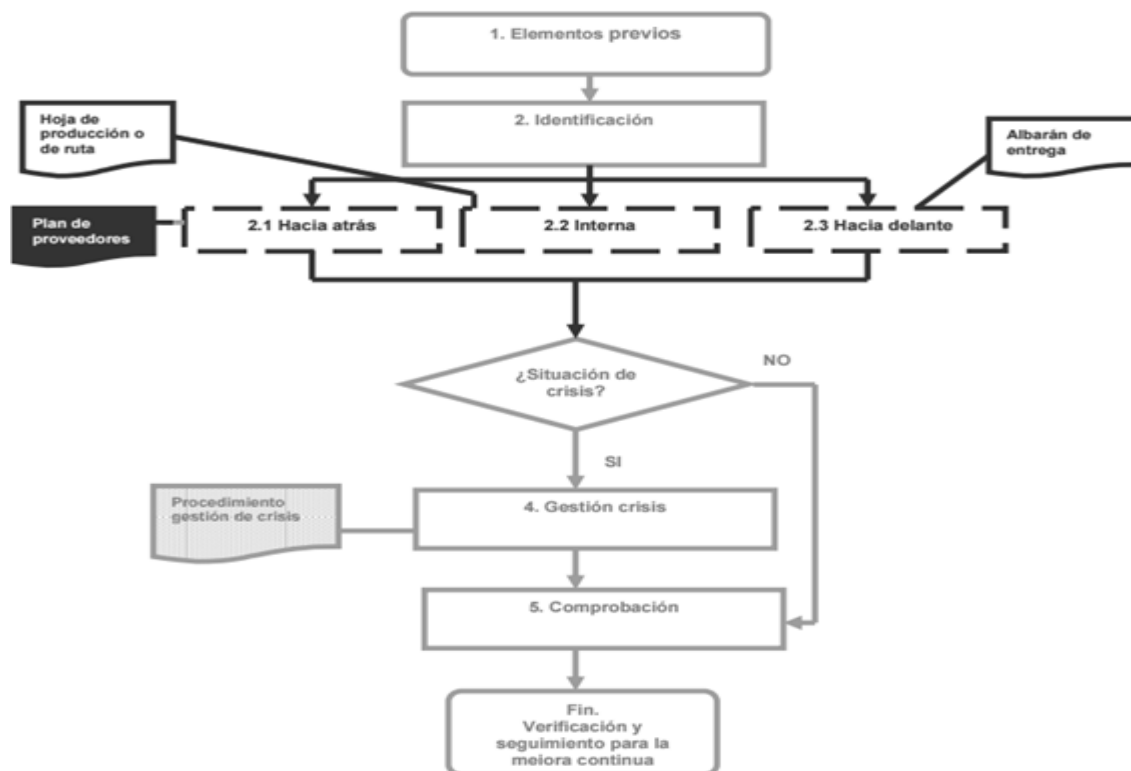 1. Elementos previos
Hoja de
producción o
de ruta
2. Identificación
Albarán de
entrega
Plan de
proveedores
2.1 Hacia atrás
2.2 Interna
2.3 Hacia delante
¿Situación de
crisis?
NO
SI
Procedimiento
gestión de crisis
4. Gestión crisis
5. Comprobación
Fin.
Verificación y
seguimiento para la
mejora continua